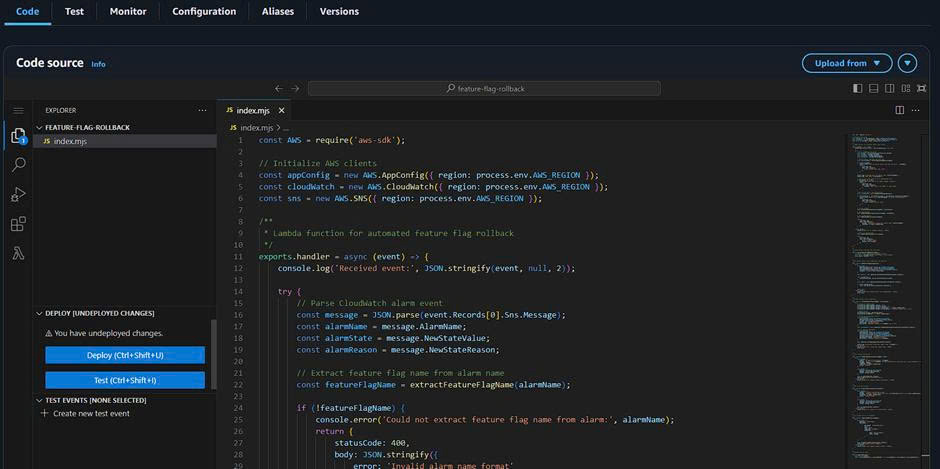 Code Test Monitor Configuration Aliases Versions
Code source Info Upload from
feature-flag-rollback
EXPLORER
FEATURE-FLAG-ROLLBACK
JS index.mjs
1
DEPLOY [UNDEPLOYED CHANGES]
You have undeployed changes.
Deploy (Ctrl+Shift+U)
Test (Ctrl+Shift+I)
TEST EVENTS [NONE SELECTED]
Create new test event
JS index.mjs
JS index.mjs > ...
1 const AWS = require('aws-sdk');
2
3 // Initialize AWS clients
4 const appConfig = new AWS.AppConfig({ region: process.env.AWS_REGION });
5 const cloudWatch = new AWS.CloudWatch({ region: process.env.AWS_REGION });
6 const sns = new AWS.SNS({ region: process.env.AWS_REGION });
7
8 /**
9 * Lambda function for automated feature flag rollback
10 */
11 exports.handler = async (event) => {
12 console.log('Received event:', JSON.stringify(event, null, 2));
13
14 try {
15 // Parse CloudWatch alarm event
16 const message = JSON.parse(event.Records[0].Sns.Message);
17 const alarmName = message.AlarmName;
18 const alarmState = message.NewStateValue;
19 const alarmReason = message.NewStateReason;
20
21 // Extract feature flag name from alarm name
22 const featureFlagName = extractFeatureFlagName(alarmName);
23
24 if (!featureFlagName) {
25 console.error('Could not extract feature flag name from alarm:', alarmName);
26 return {
27 statusCode: 400,
28 body: JSON.stringify({
29 error: 'Invalid alarm name format'